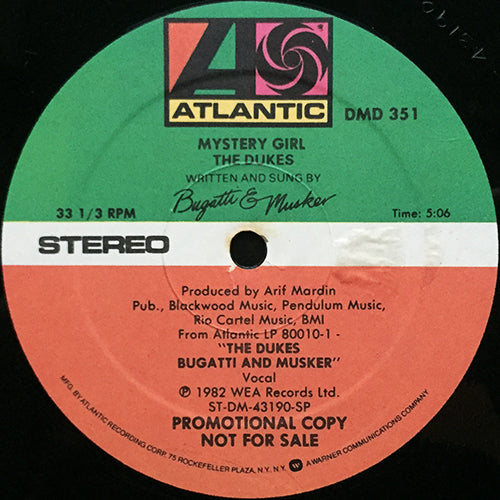 ATLANTIC
DMD 351
MYSTERY GIRL
THE DUKES
WRITTEN AND SUNG BY
Bugatti & Musker
33 1/3 RPM
Time: 5:06
STEREO
Produced by Arif Mardin
Pub., Blackwood Music, Pendulum Music,
Rio Cartel Music, BMI
From Atlantic LP 80010-1 -
"THE DUKES
BUGATTI AND MUSKER"
Vocal
℗ 1982 WEA Records Ltd.
ST-DM-43190-SP
PROMOTIONAL COPY
NOT FOR SALE
MFG. BY ATLANTIC RECORDING CORP. 75 ROCKEFELLER PLAZA, N.Y. N.Y. A WARNER COMMUNICATIONS COMPANY